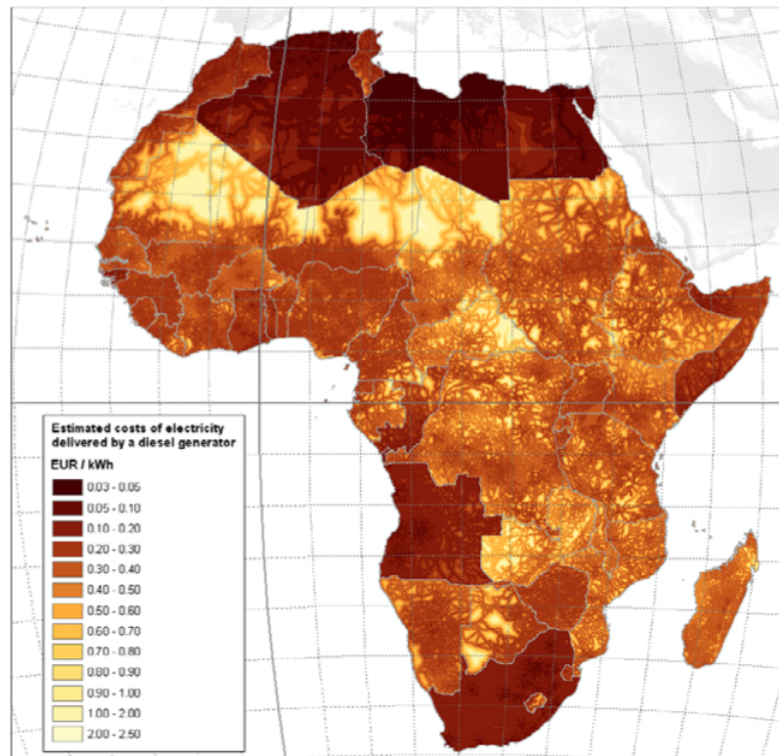 Estimated costs of electricity
delivered by a diesel generator
EUR / kWh
0.03 - 0.05
0.05 - 0.10
0.10 - 0.20
0.20 - 0.30
0.30 - 0.40
0.40 - 0.50
0.50 - 0.60
0.60 - 0.70
0.70 - 0.80
0.80 - 0.90
0.90 - 1.00
1.00 - 2.00
2.00 - 2.50